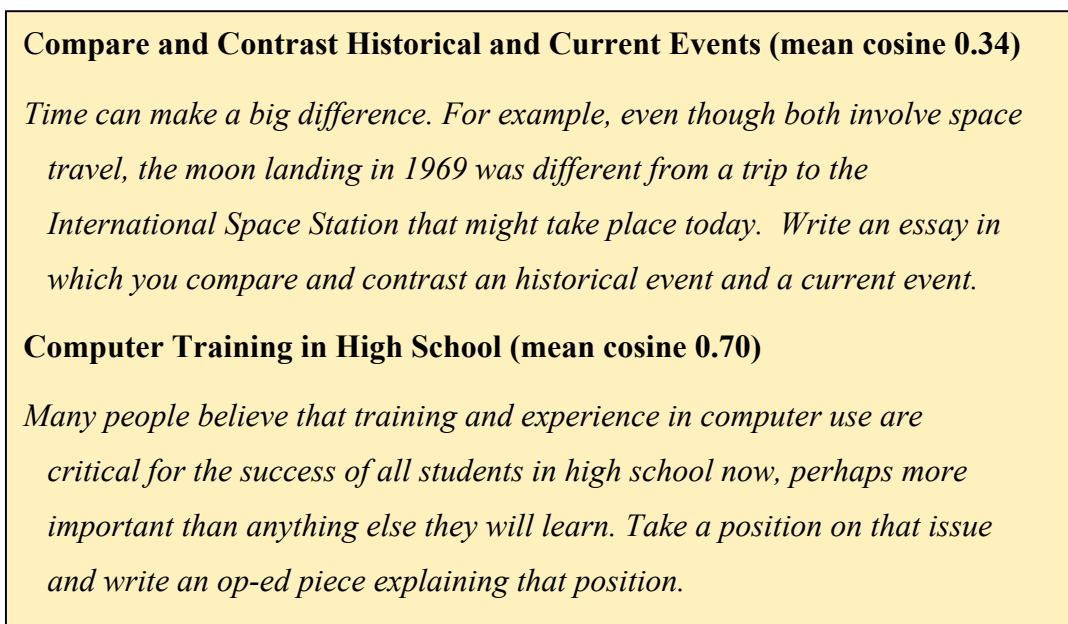 Compare and Contrast Historical and Current Events (mean cosine 0.34)
Time can make a big difference. For example, even though both involve space
travel, the moon landing in 1969 was different from a trip to the
International Space Station that might take place today.  Write an essay in
which you compare and contrast an historical event and a current event.
Computer Training in High School (mean cosine 0.70)
Many people believe that training and experience in computer use are
critical for the success of all students in high school now, perhaps more
important than anything else they will learn. Take a position on that issue
and write an op-ed piece explaining that position.